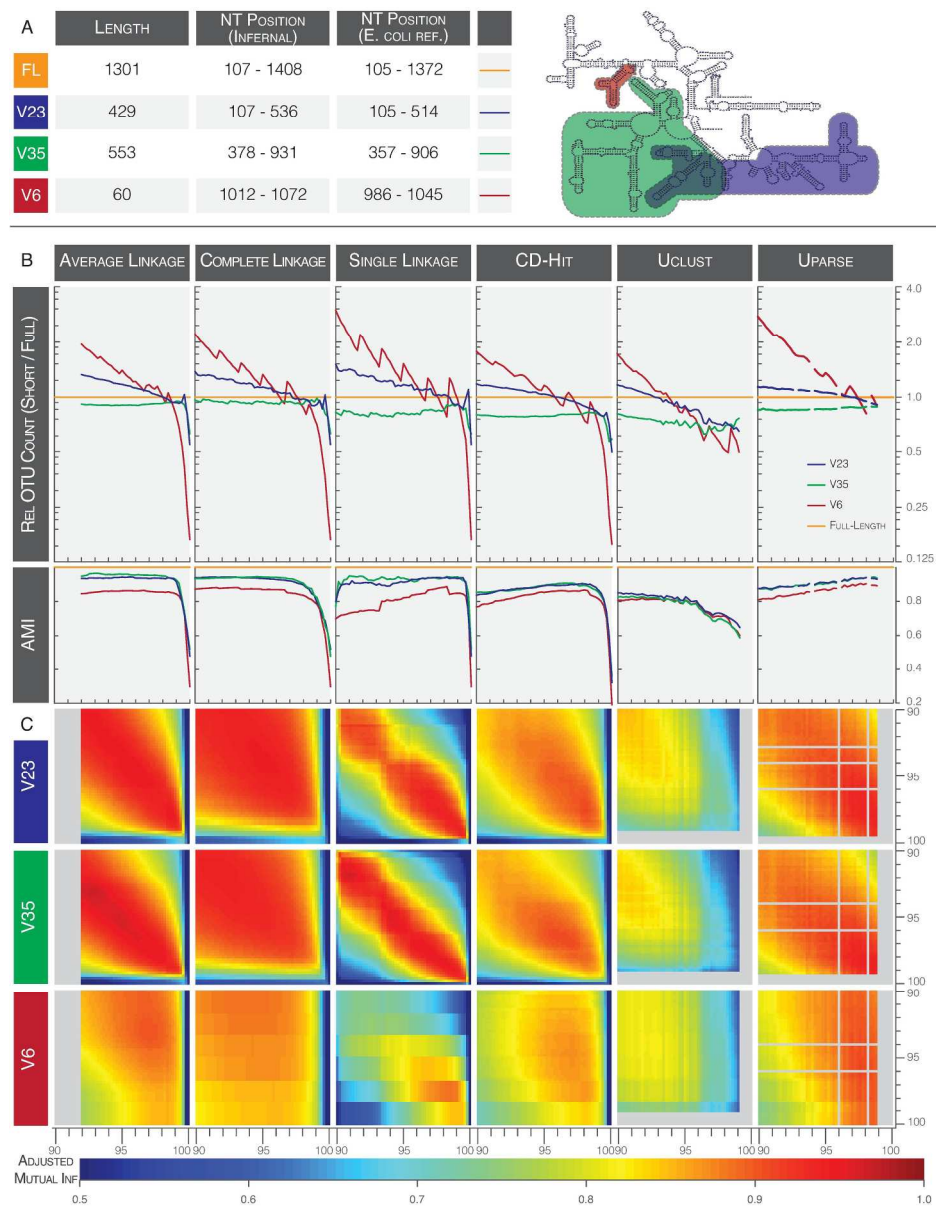 A
LENGTH
NT POSITION (INFERNAL)
NT POSITION (E. COLI REF.)
FL 1301 107 - 1408 105 - 1372
V23 429 107 - 536 105 - 514
V35 553 378 - 931 357 - 906
V6 60 1012 - 1072 986 - 1045
B
AVERAGE LINKAGE COMPLETE LINKAGE SINGLE LINKAGE CD-HIT UCLUST UPARSE
REL OTU COUNT (SHORT / FULL)
4.0
2.0
1.0
0.5
0.25
0.125
V23
V35
V6
FULL-LENGTH
AMI
0.8
0.6
0.4
0.2
C
V23
90
95
100
V35
90
95
100
V6
90
95
100
90 95 100 90 95 100 90 95 100 90 95 100 90 95 100 90 95 100
ADJUSTED MUTUAL INF
0.5 0.6 0.7 0.8 0.9 1.0